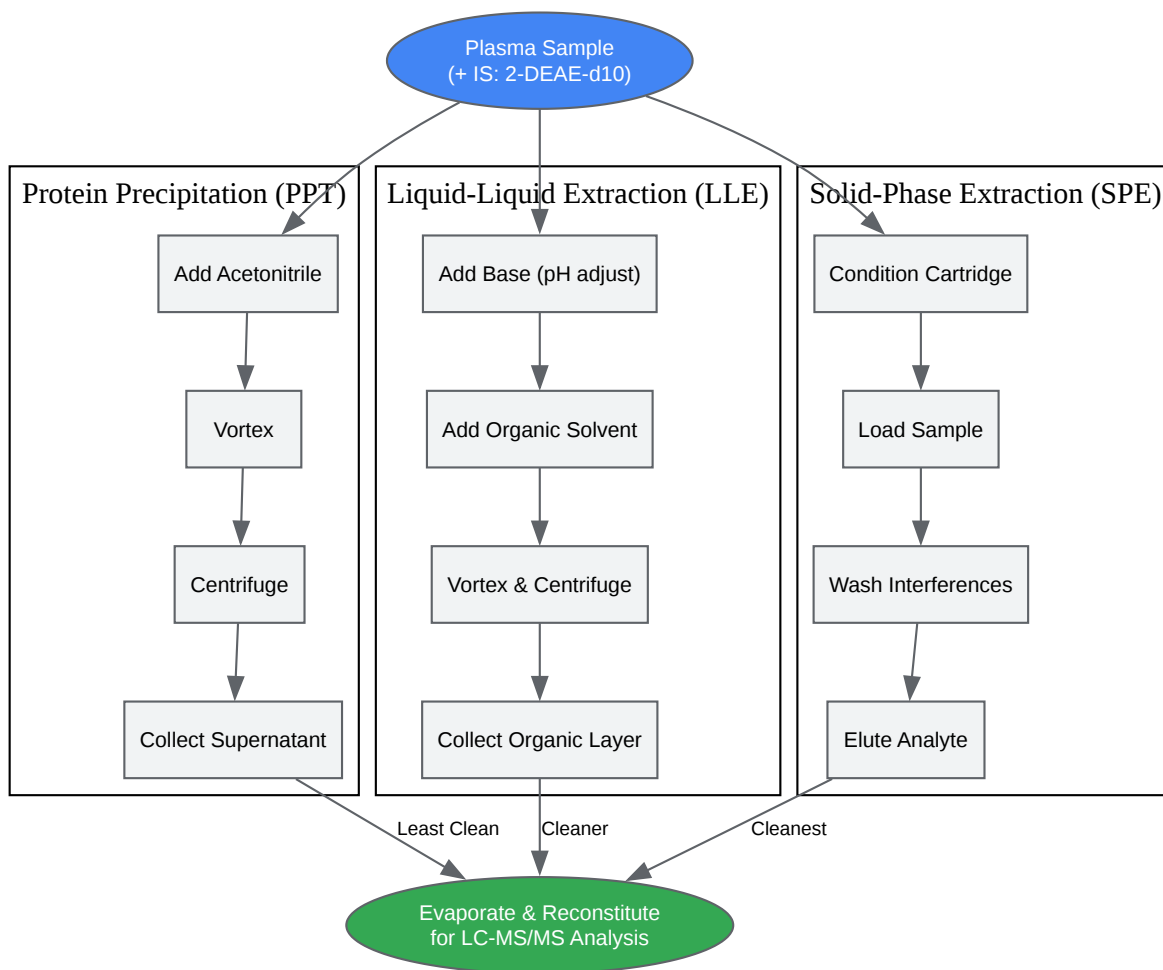 Plasma Sample
(+ IS: 2-DEAE-d10)
Protein Precipitation (PPT)
Add Acetonitrile
Vortex
Centrifuge
Collect Supernatant
Liquid-Liquid Extraction (LLE)
Add Base (pH adjust)
Add Organic Solvent
Vortex & Centrifuge
Collect Organic Layer
Solid-Phase Extraction (SPE)
Condition Cartridge
Load Sample
Wash Interferences
Elute Analyte
Least Clean
Cleaner
Cleanest
Evaporate & Reconstitute
for LC-MS/MS Analysis